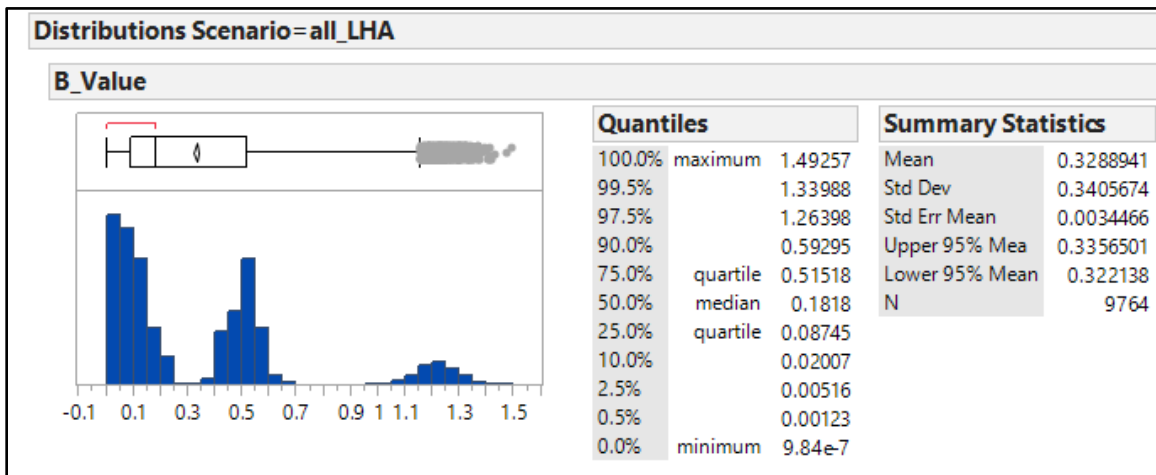 Distributions Scenario=all_LHA
B_Value
-0.1 0.1 0.3 0.5 0.7 0.9 1 1.1 1.3 1.5
Quantiles
100.0% maximum 1.49257
99.5% 1.33988
97.5% 1.26398
90.0% 0.59295
75.0% quartile 0.51518
50.0% median 0.1818
25.0% quartile 0.08745
10.0% 0.02007
2.5% 0.00516
0.5% 0.00123
0.0% minimum 9.84e-7
Summary Statistics
Mean 0.3288941
Std Dev 0.3405674
Std Err Mean 0.0034466
Upper 95% Mea 0.3356501
Lower 95% Mean 0.322138
N 9764